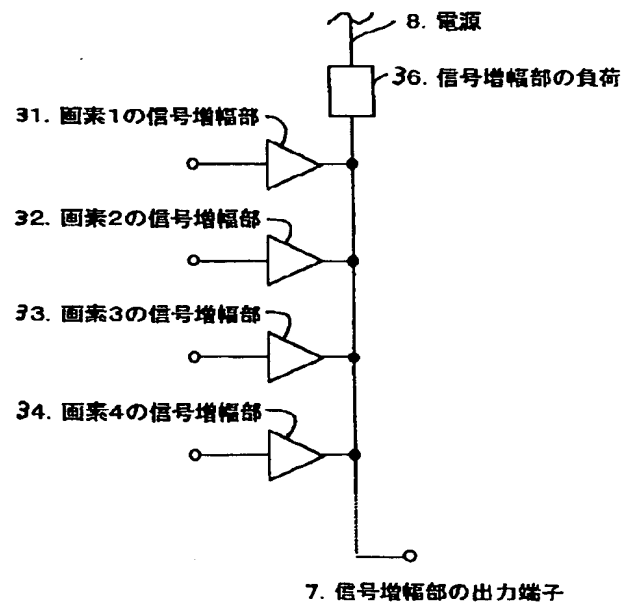 8. 電源
36. 信号増幅部の負荷
31. 画素1の信号増幅部
32. 画素2の信号増幅部
33. 画素3の信号増幅部
34. 画素4の信号増幅部
7. 信号増幅部の出力端子